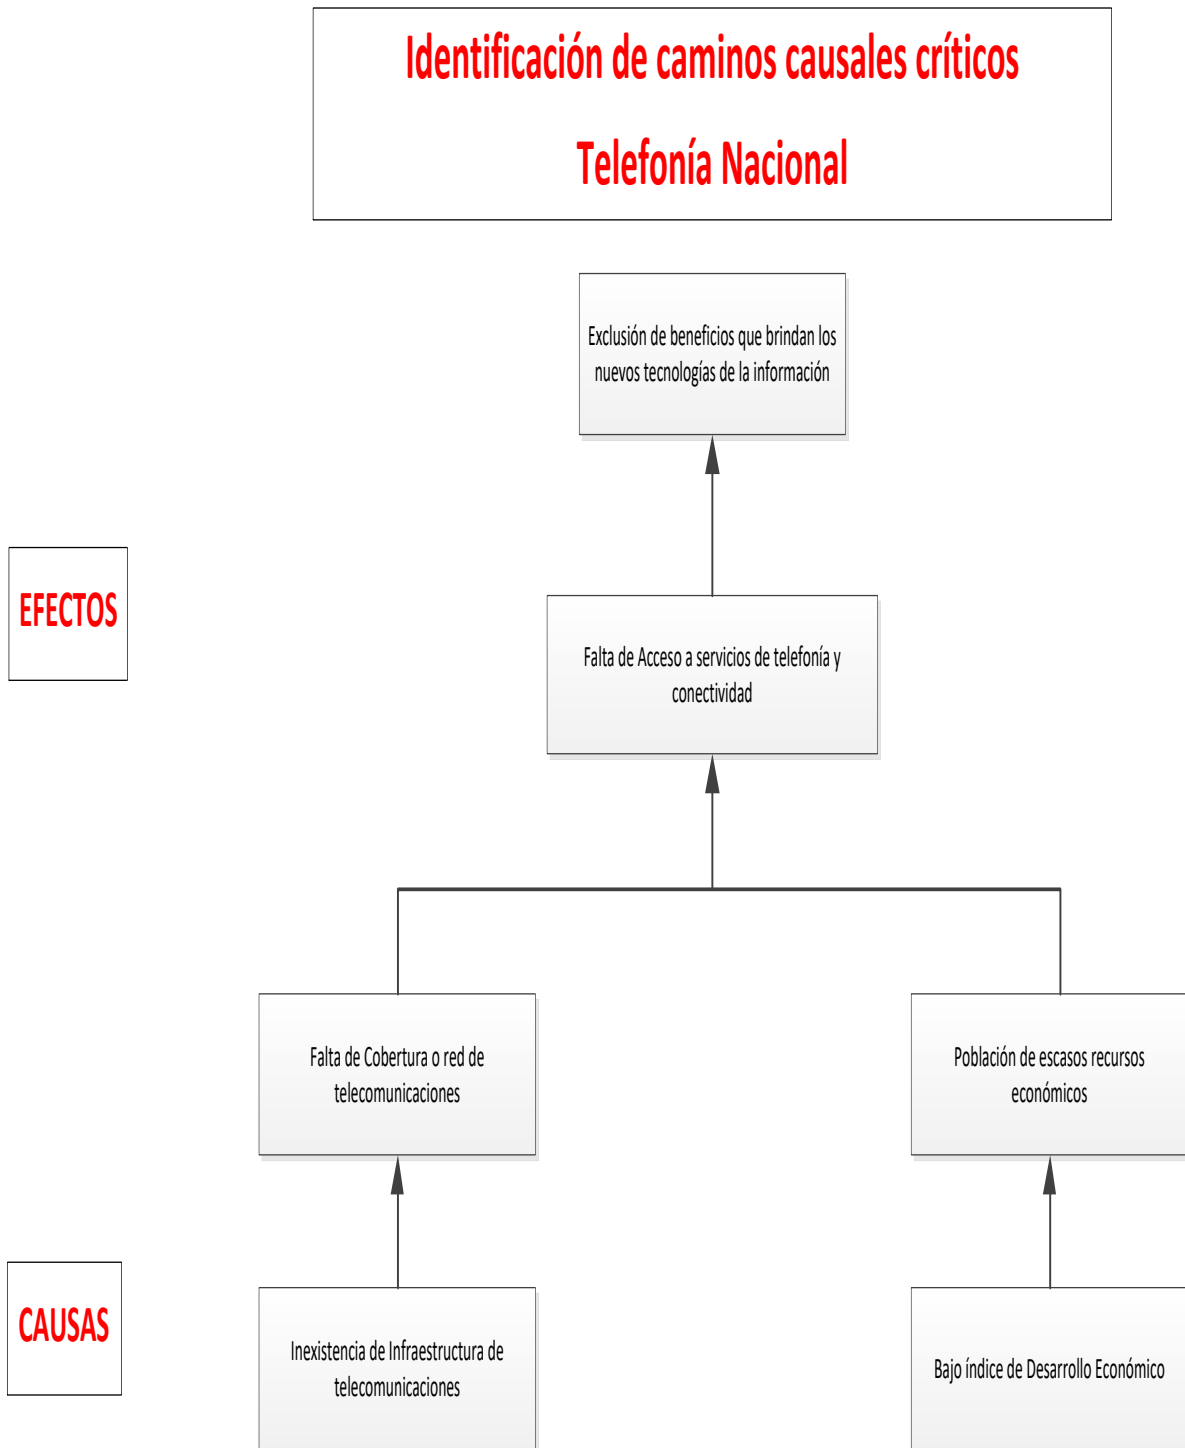 Identificación de caminos causales críticos
Telefonía Nacional
Exclusión de beneficios que brindan los
nuevos tecnologías de la información
EFECTOS
Falta de Acceso a servicios de telefonía y
conectividad
Falta de Cobertura o red de
telecomunicaciones
Población de escasos recursos
económicos
CAUSAS
Inexistencia de Infraestructura de
telecomunicaciones
Bajo índice de Desarrollo Económico